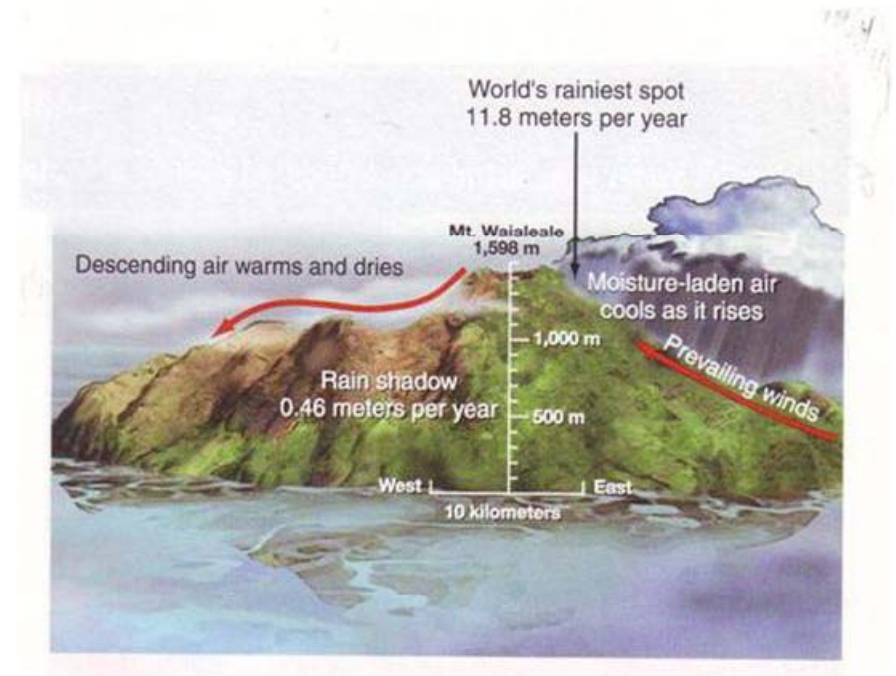 World's rainiest spot
11.8 meters per year
Mt. Waialeale
1,598 m
Descending air warms and dries
Moisture-laden air
cools as it rises
Prevailing winds
1,000 m
Rain shadow
0.46 meters per year
500 m
West
East
10 kilometers